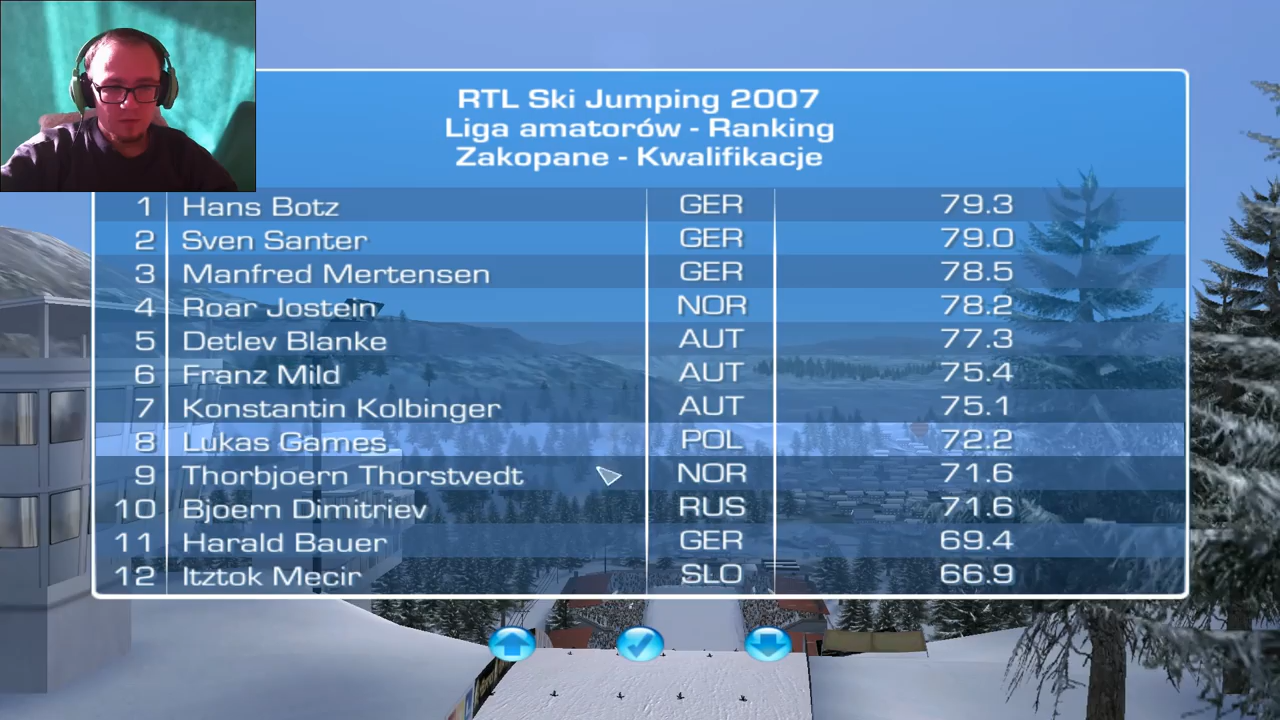 RTL Ski Jumping 2007
Liga amatorów - Ranking
Zakopane - Kwalifikacje
1 Hans Botz GER 79.3
2 Sven Santer GER 79.0
3 Manfred Mertensen GER 78.5
4 Roar Jostein NOR 78.2
5 Detlev Blanke AUT 77.3
6 Franz Mild AUT 75.4
7 Konstantin Kolbinger AUT 75.1
8 Lukas Games POL 72.2
9 Thorbjoern Thorstvedt NOR 71.6
10 Bjoern Dimitriev RUS 71.6
11 Harald Bauer GER 69.4
12 Itztok Mecir SLO 66.9